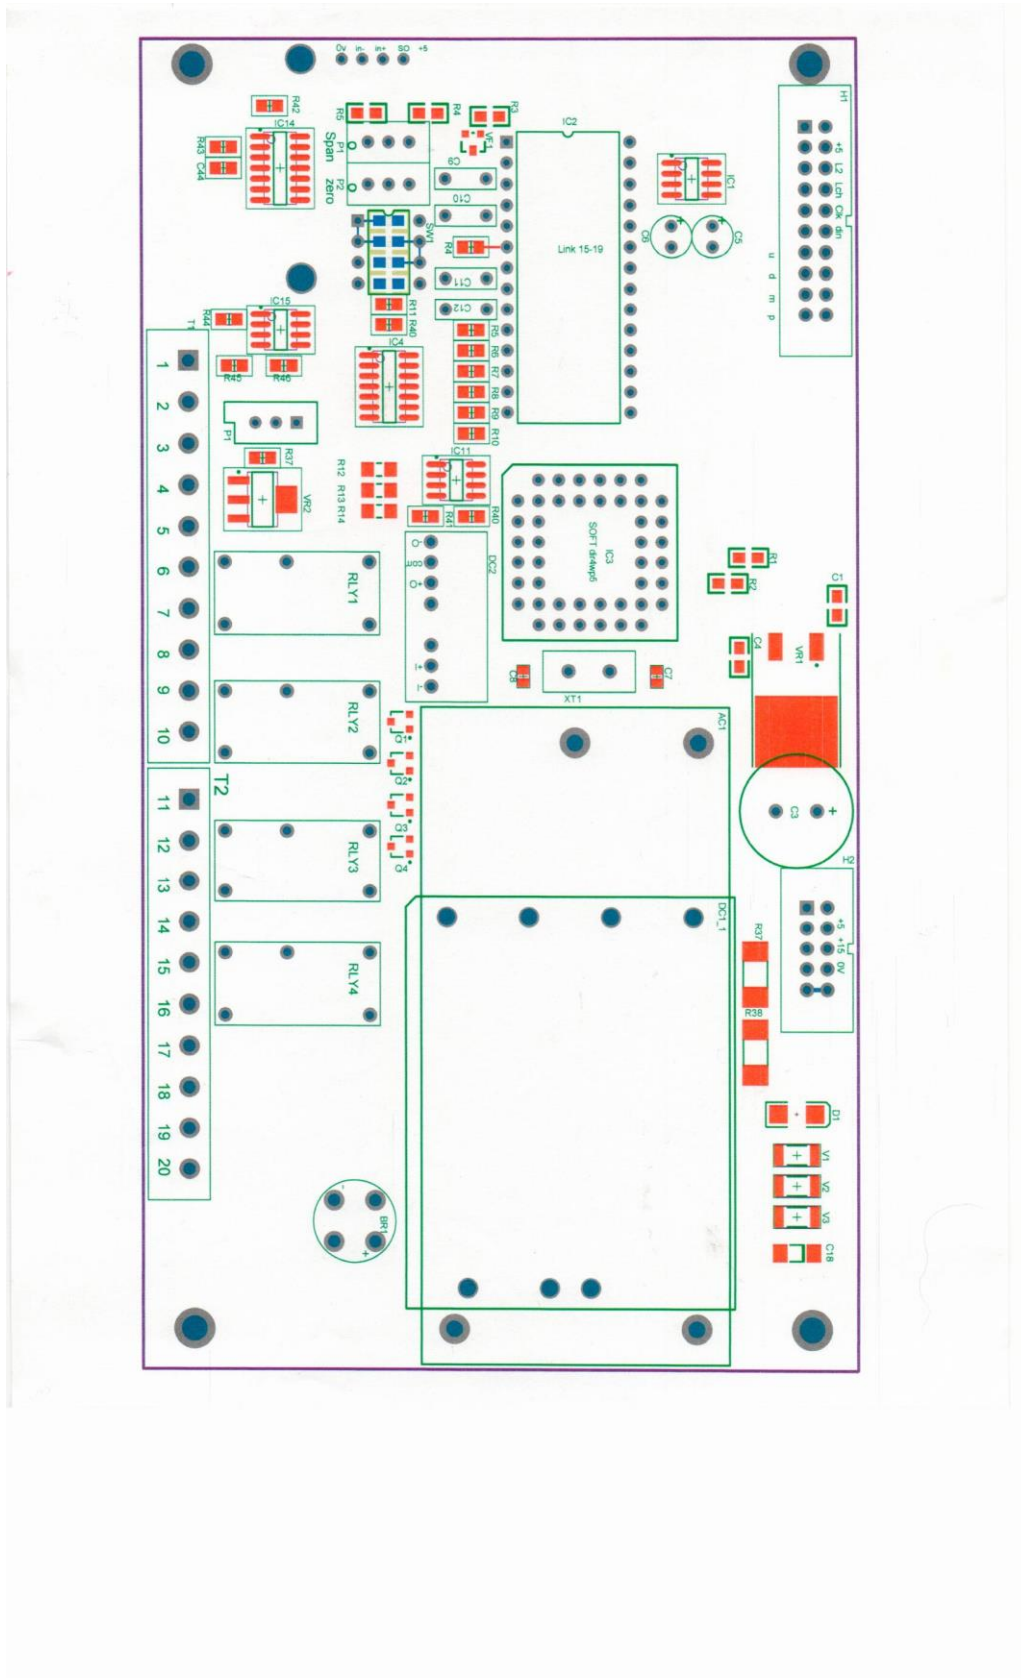 0v in- in+ SO +5
R42
IC14
R43
C44
R5
R4
R3
VF1
P1
Span
P2
zero
C9
C10
SW1
R4
IC2
Link 15-19
IC1
C6
C5
H1
+5
L2
Lch
Clk
din
u
d
m
p
C11
C12
R11
R40
IC15
R44
T1
R45
R46
IC4
R5
R6
R7
R8
R9
R10
P1
R37
VR2
R12
R13
R14
IC11
R41
R40
DC2
O-
com
O+
I+
I-
IC3
SOFT dir4wp5
R1
R2
C1
C4
VR1
C8
C7
XT1
1
2
3
4
5
6
7
8
9
10
RLY1
RLY2
Q1
Q2
Q3
Q4
AC1
C3
+
T2
11
12
13
14
15
16
17
18
19
20
RLY3
RLY4
DC1_1
H2
+5
+15
0V
R37
R38
D1
V1
V2
V3
C18
BR1
-
+